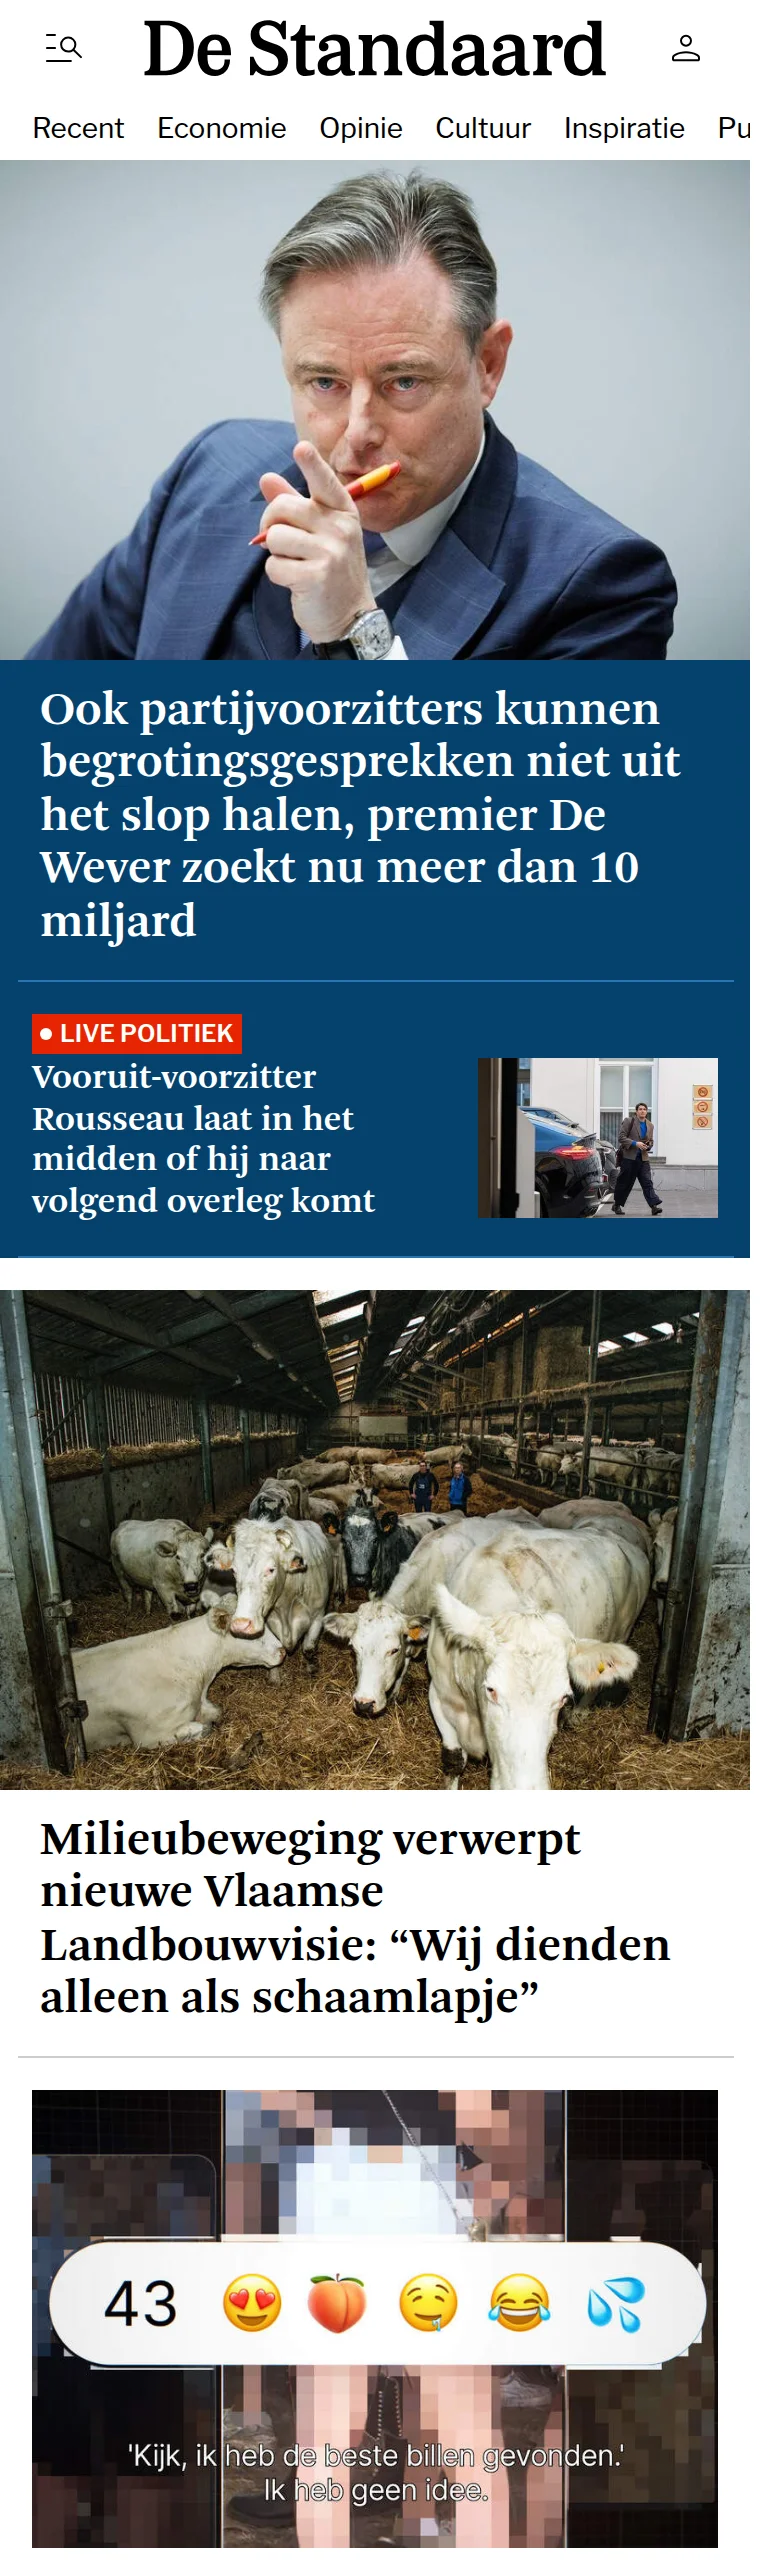 De Standaard
Recent Economie Opinie Cultuur Inspiratie Pu
Ook partijvoorzitters kunnen
begrotingsgesprekken niet uit
het slop halen, premier De
Wever zoekt nu meer dan 10
miljard
LIVE POLITIEK
Vooruit-voorzitter
Rousseau laat in het
midden of hij naar
volgend overleg komt
Milieubeweging verwerpt
nieuwe Vlaamse
Landbouwvisie: “Wij dienden
alleen als schaamlapje”
43 😍 🍑 🤤 😂 💦
'Kijk, ik heb de beste billen gevonden.'
Ik heb geen idee.